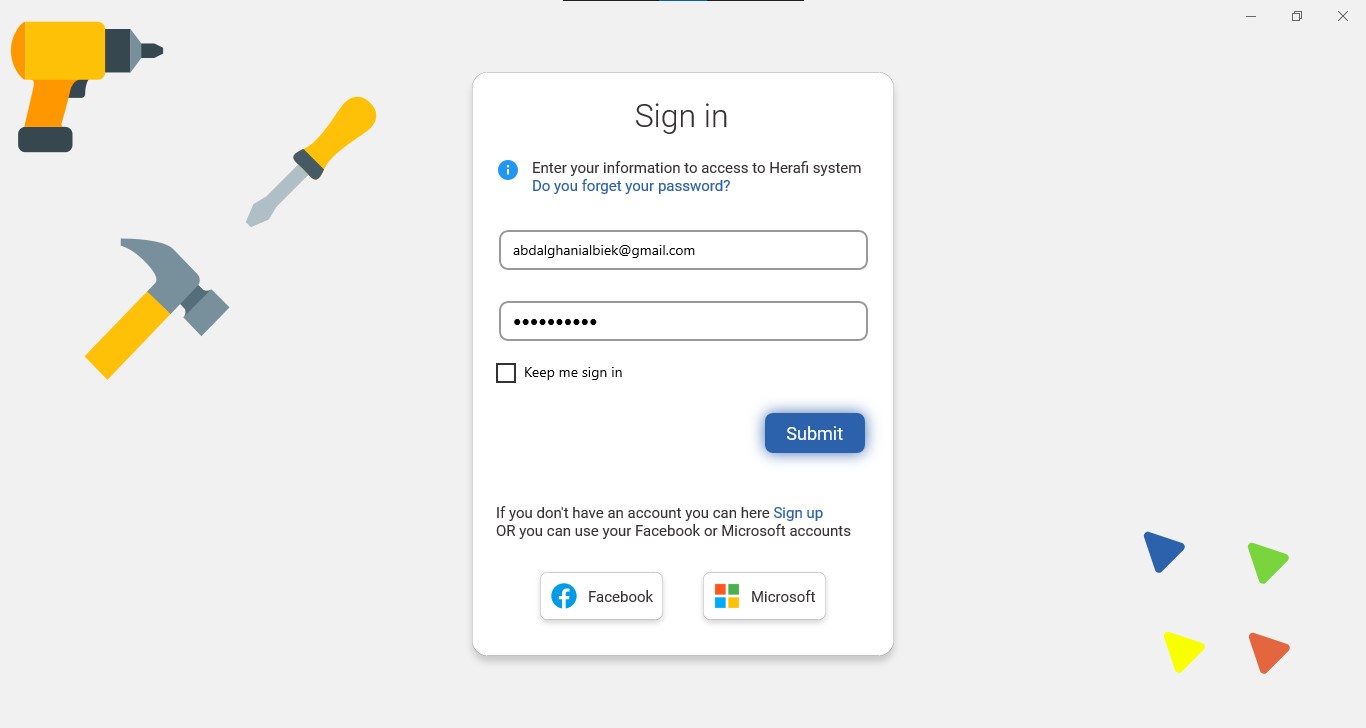 Sign in
Enter your information to access to Herafi system
Do you forget your password?
abdalghanialbiek@gmail.com
Keep me sign in
Submit
If you don't have an account you can here Sign up
OR you can use your Facebook or Microsoft accounts
Facebook
Microsoft